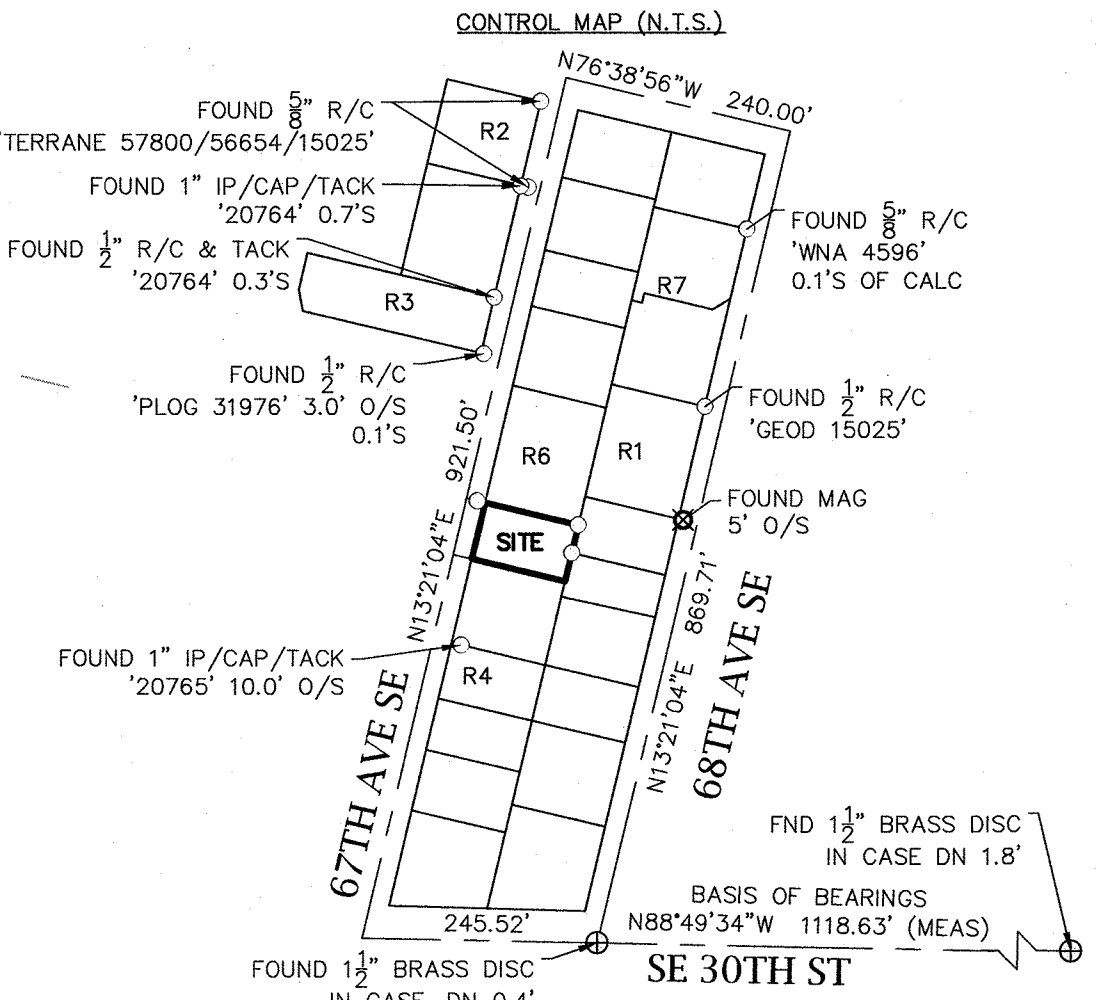 CONTROL MAP (N.T.S.)
N76°38'56"W 240.00'
FOUND 5/8" R/C
'TERRANE 57800/56654/15025'
R2
FOUND 1" IP/CAP/TACK
'20764' 0.7'S
FOUND 5/8" R/C
'WNA 4596'
0.1'S OF CALC
FOUND 1/2" R/C & TACK
'20764' 0.3'S
R3
R7
FOUND 1/2" R/C
'PLOG 31976' 3.0' O/S
0.1'S
FOUND 1/2" R/C
'GEOD 15025'
N13°21'04"E 921.50'
R6
R1
FOUND MAG
5' O/S
SITE
N13°21'04"E 869.71'
68TH AVE SE
FOUND 1" IP/CAP/TACK
'20765' 10.0' O/S
R4
67TH AVE SE
FND 1 1/2" BRASS DISC
IN CASE DN 1.8'
BASIS OF BEARINGS
245.52'
N88°49'34"W 1118.63' (MEAS)
SE 30TH ST
FOUND 1 1/2" BRASS DISC
IN CASE, DN 0.4'